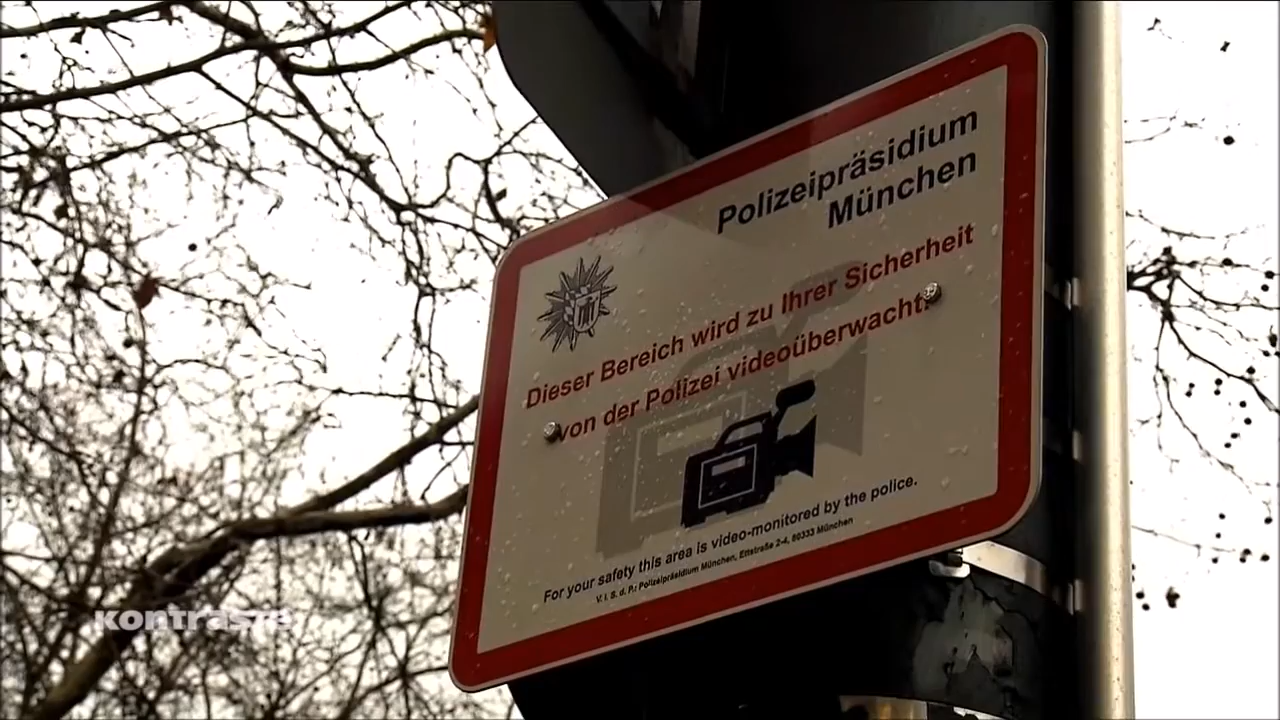 Polizeipräsidium
München
Dieser Bereich wird zu Ihrer Sicherheit
von der Polizei videoüberwacht.
For your safety this area is video-monitored by the police.
V. i. S. d. P.: Polizeipräsidium München, Ettstraße 2-4, 80333 München
kontraste